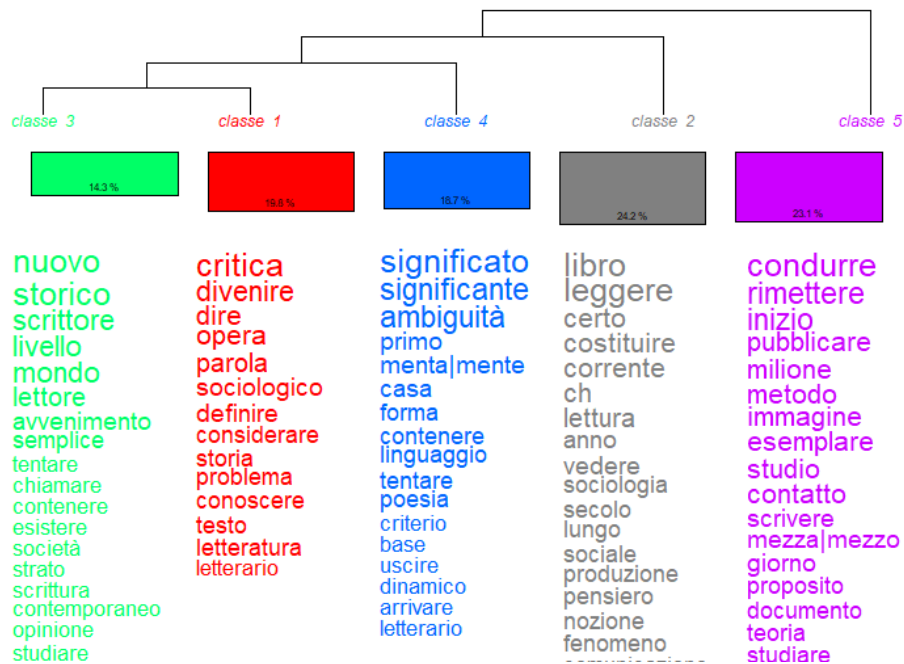 classe 3
classe 1
classe 4
classe 2
classe 5
14.3 %
19.8 %
18.7 %
24.2 %
23.1 %
nuovo
storico
scrittore
livello
mondo
lettore
avvenimento
semplice
tentare
chiamare
contenere
esistere
società
strato
scrittura
contemporaneo
opinione
studiare
critica
divenire
dire
opera
parola
sociologico
definire
considerare
storia
problema
conoscere
testo
letteratura
letterario
significato
significante
ambiguità
primo
menta|mente
casa
forma
contenere
linguaggio
tentare
poesia
criterio
base
uscire
dinamico
arrivare
letterario
libro
leggere
certo
costituire
corrente
ch
lettura
anno
vedere
sociologia
secolo
lungo
sociale
produzione
pensiero
nozione
fenomeno
condurre
rimettere
inizio
pubblicare
milione
metodo
immagine
esemplare
studio
contatto
scrivere
mezza|mezzo
giorno
proposito
documento
teoria
studiare